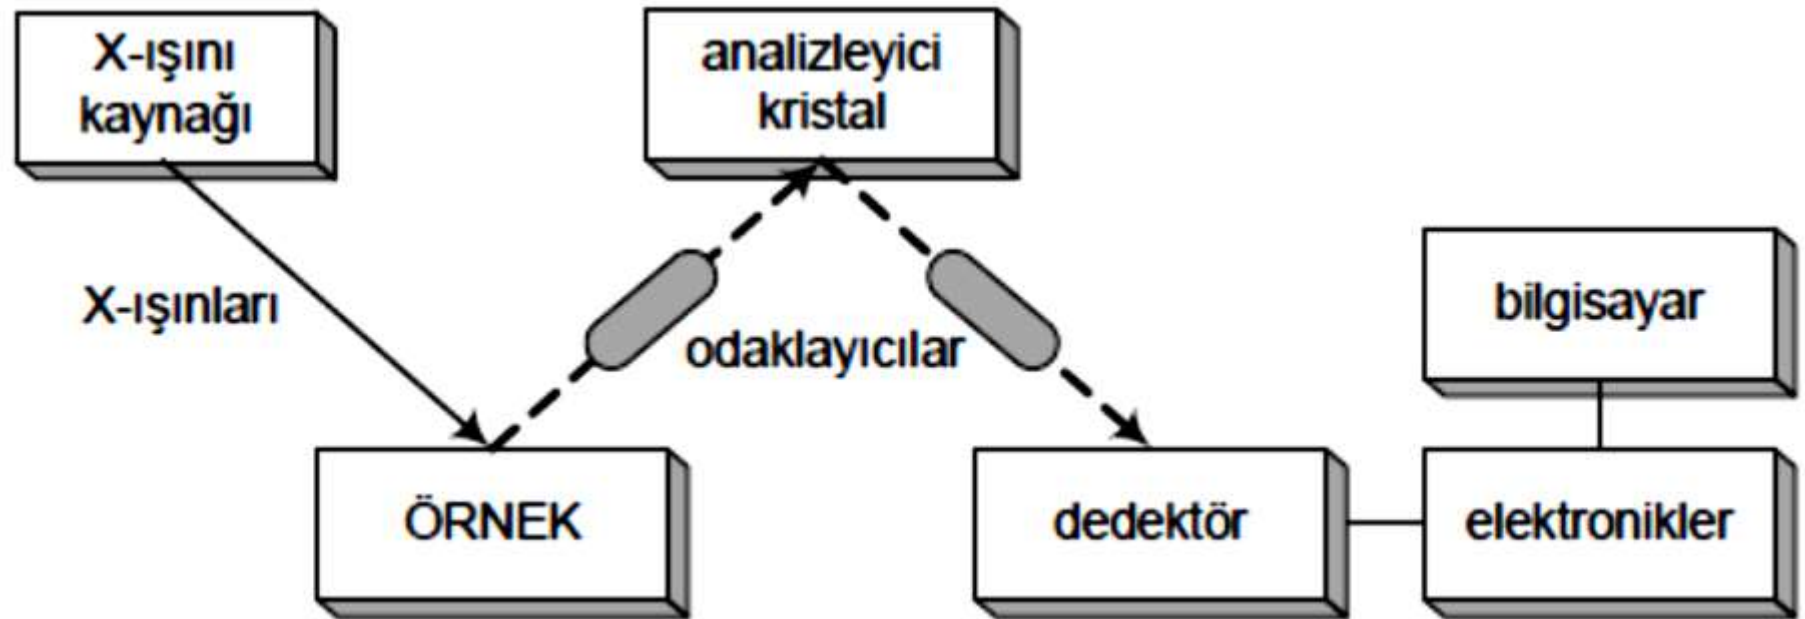 X-ışını
kaynağı
analizleyici
kristal
X-ışınları
odaklayıcılar
bilgisayar
ÖRNEK
dedektör
elektronikler